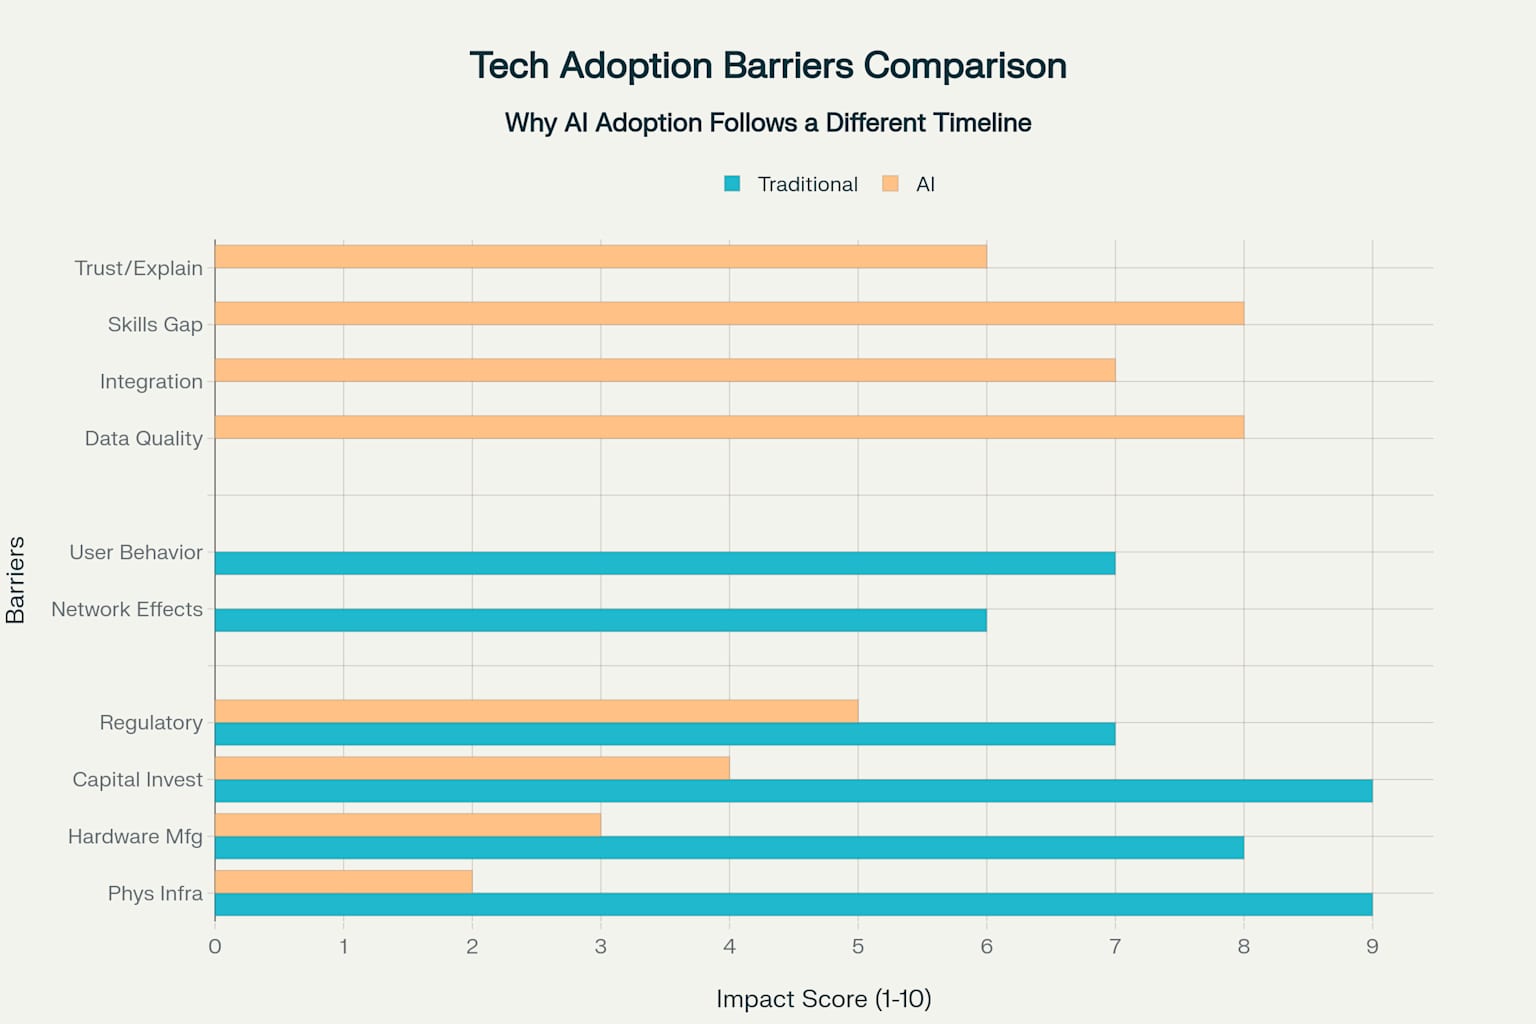 Tech Adoption Barriers Comparison
Why AI Adoption Follows a Different Timeline
Traditional AI
Trust/Explain
Skills Gap
Integration
Data Quality
User Behavior
Network Effects
Regulatory
Capital Invest
Hardware Mfg
Phys Infra
Barriers
0 1 2 3 4 5 6 7 8 9
Impact Score (1-10)